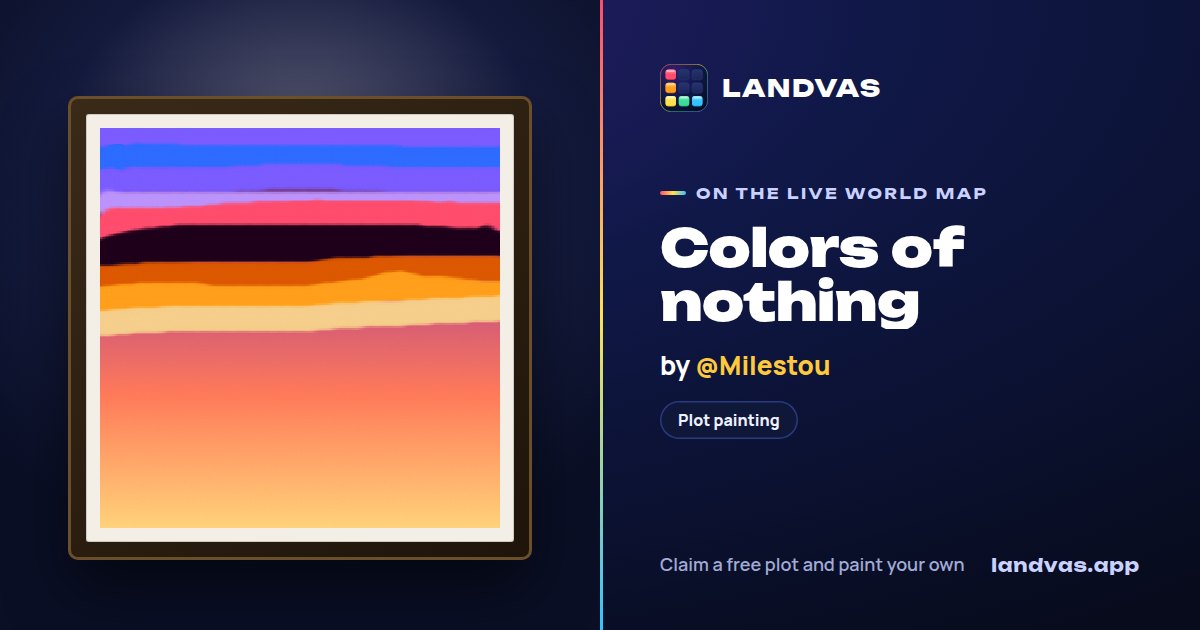 LANDVAS
ON THE LIVE WORLD MAP
Colors of
nothing
by @Milestou
Plot painting
Claim a free plot and paint your own landvas.app